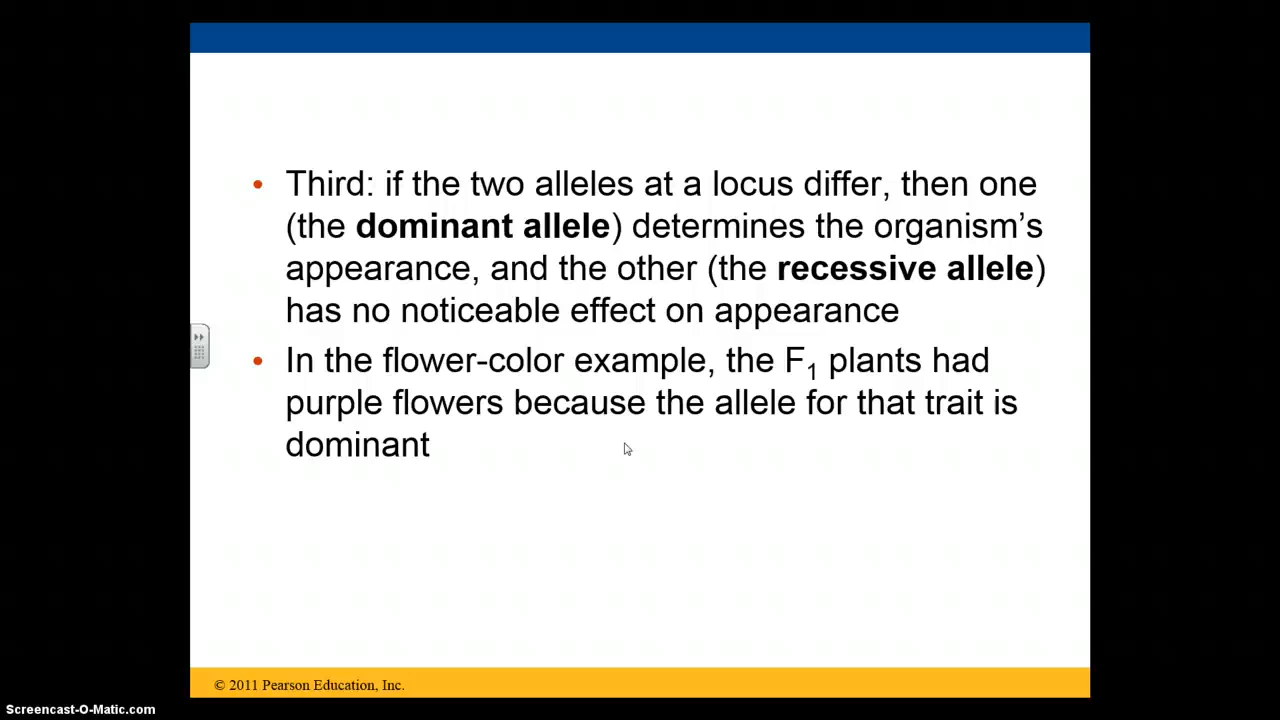 Third: if the two alleles at a locus differ, then one
(the dominant allele) determines the organism’s
appearance, and the other (the recessive allele)
has no noticeable effect on appearance
In the flower-color example, the F1 plants had
purple flowers because the allele for that trait is
dominant
© 2011 Pearson Education, Inc.
Screencast-O-Matic.com